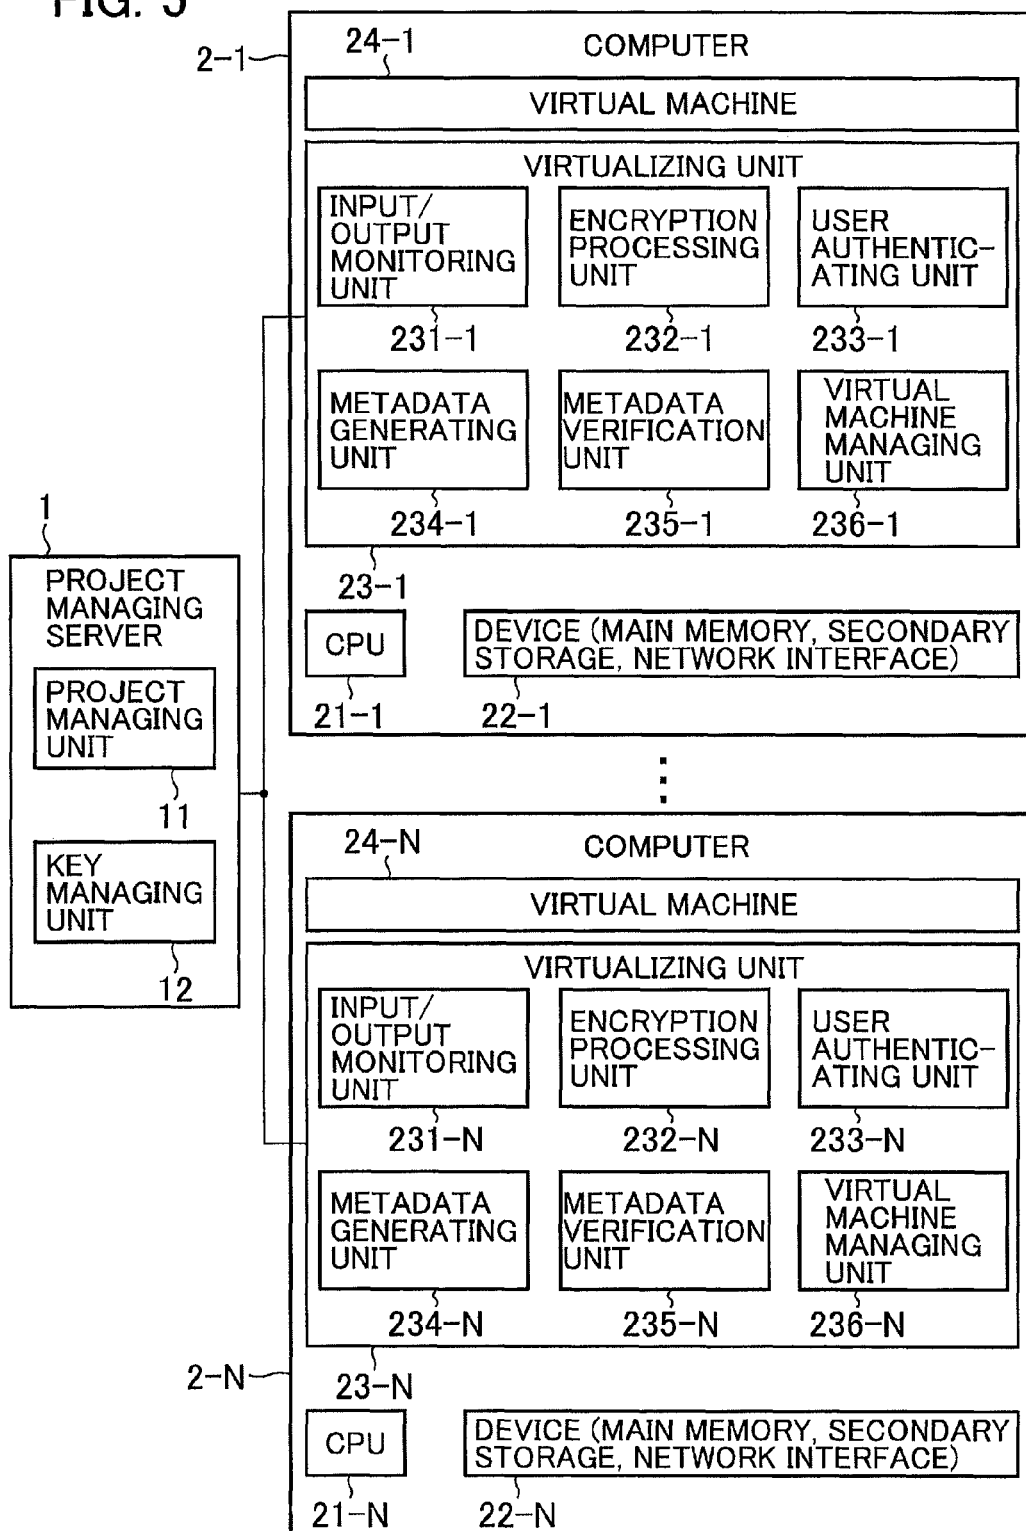 FIG. 5
2-1
24-1
COMPUTER
VIRTUAL MACHINE
VIRTUALIZING UNIT
INPUT/
OUTPUT
MONITORING
UNIT
231-1
ENCRYPTION
PROCESSING
UNIT
232-1
USER
AUTHENTIC-
ATING UNIT
233-1
METADATA
GENERATING
UNIT
234-1
METADATA
VERIFICATION
UNIT
235-1
VIRTUAL
MACHINE
MANAGING
UNIT
236-1
23-1
CPU
21-1
DEVICE (MAIN MEMORY, SECONDARY
STORAGE, NETWORK INTERFACE)
22-1
1
PROJECT
MANAGING
SERVER
PROJECT
MANAGING
UNIT
11
KEY
MANAGING
UNIT
12
2-N
24-N
COMPUTER
VIRTUAL MACHINE
VIRTUALIZING UNIT
INPUT/
OUTPUT
MONITORING
UNIT
231-N
ENCRYPTION
PROCESSING
UNIT
232-N
USER
AUTHENTIC-
ATING UNIT
233-N
METADATA
GENERATING
UNIT
234-N
METADATA
VERIFICATION
UNIT
235-N
VIRTUAL
MACHINE
MANAGING
UNIT
236-N
23-N
CPU
21-N
DEVICE (MAIN MEMORY, SECONDARY
STORAGE, NETWORK INTERFACE)
22-N